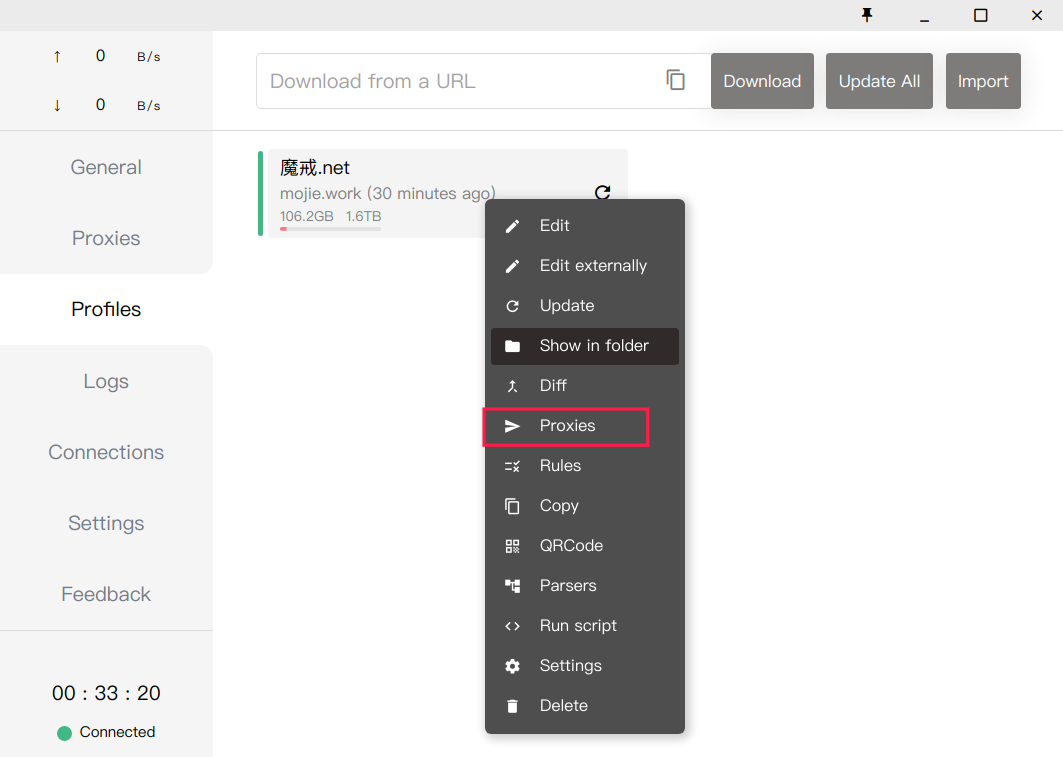 ↑ 0 B/s
↓ 0 B/s
General
Proxies
Profiles
Logs
Connections
Settings
Feedback
00 : 33 : 20
Connected
Download from a URL
Download
Update All
Import
魔戒.net
mojie.work (30 minutes ago)
106.2GB 1.6TB
Edit
Edit externally
Update
Show in folder
Diff
Proxies
Rules
Copy
QRCode
Parsers
Run script
Settings
Delete